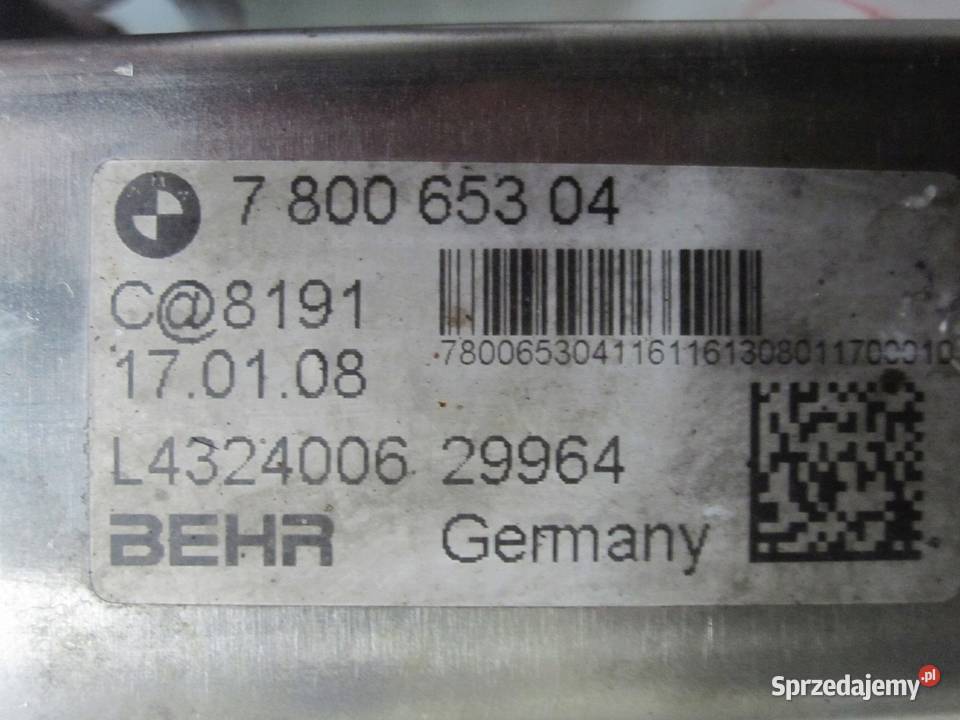 7 800 653 04
C@8191
17.01.08
L4324006 29964
BEHR Germany
Sprzedajemy.pl